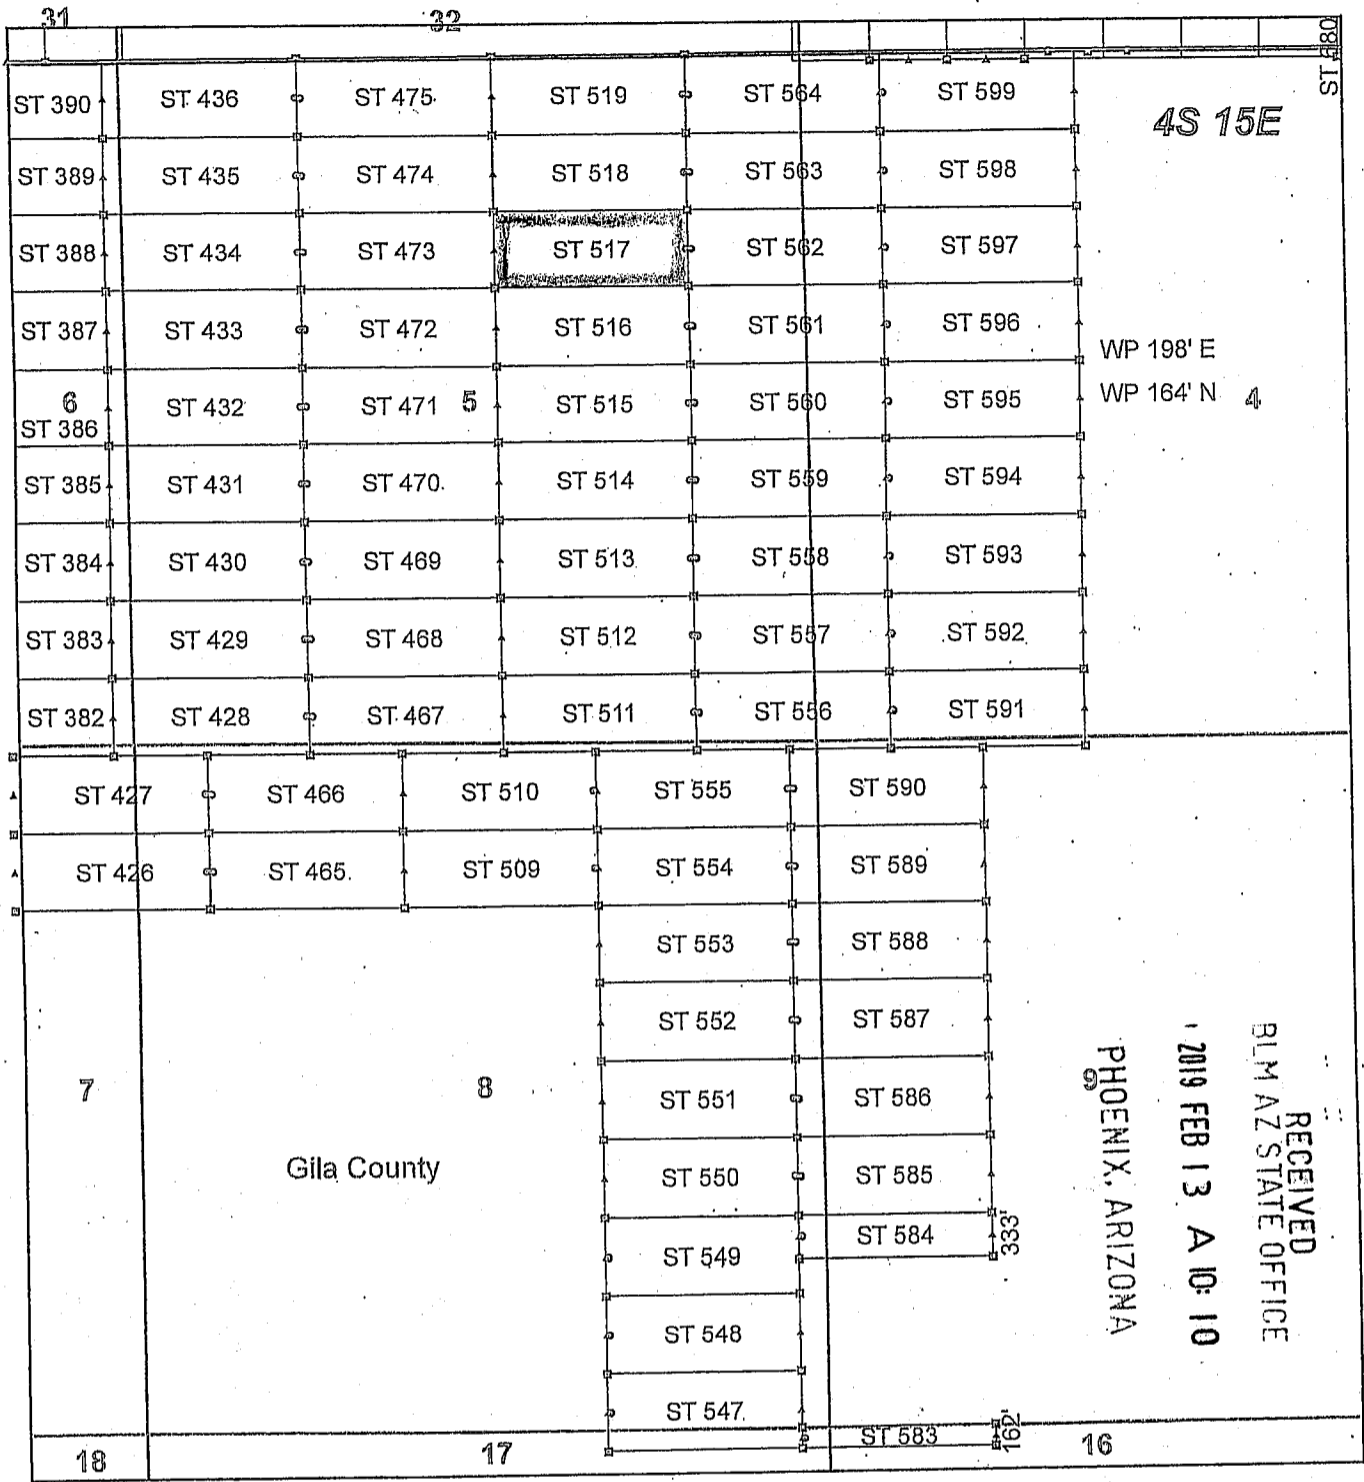 31 32
ST 580
ST 390 ST 436 ST 475 ST 519 ST 564 ST 599
4S 15E
ST 389 ST 435 ST 474 ST 518 ST 563 ST 598
ST 388 ST 434 ST 473 ST 517 ST 562 ST 597
ST 387 ST 433 ST 472 ST 516 ST 561 ST 596
WP 198' E
6 ST 432 ST 471 5 ST 515 ST 560 ST 595 WP 164' N 4
ST 386
ST 385 ST 431 ST 470 ST 514 ST 559 ST 594
ST 384 ST 430 ST 469 ST 513 ST 558 ST 593
ST 383 ST 429 ST 468 ST 512 ST 557 ST 592
ST 382 ST 428 ST 467 ST 511 ST 556 ST 591
ST 427 ST 466 ST 510 ST 555 ST 590
ST 426 ST 465 ST 509 ST 554 ST 589
ST 553 ST 588
ST 552 ST 587
7 8 ST 551 ST 586 9
Gila County ST 550 ST 585
ST 549 ST 584 333'
ST 548
ST 547
ST 583 162'
18 17 16
RECEIVED
BLM AZ STATE OFFICE
2019 FEB 13 A 10: 10
PHOENIX, ARIZONA